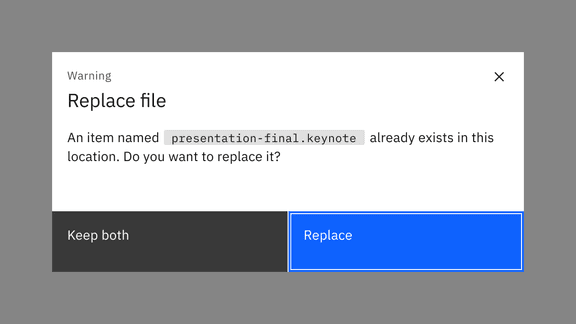 Warning
Replace file
An item named presentation-final.keynote already exists in this
location. Do you want to replace it?
Keep both
Replace